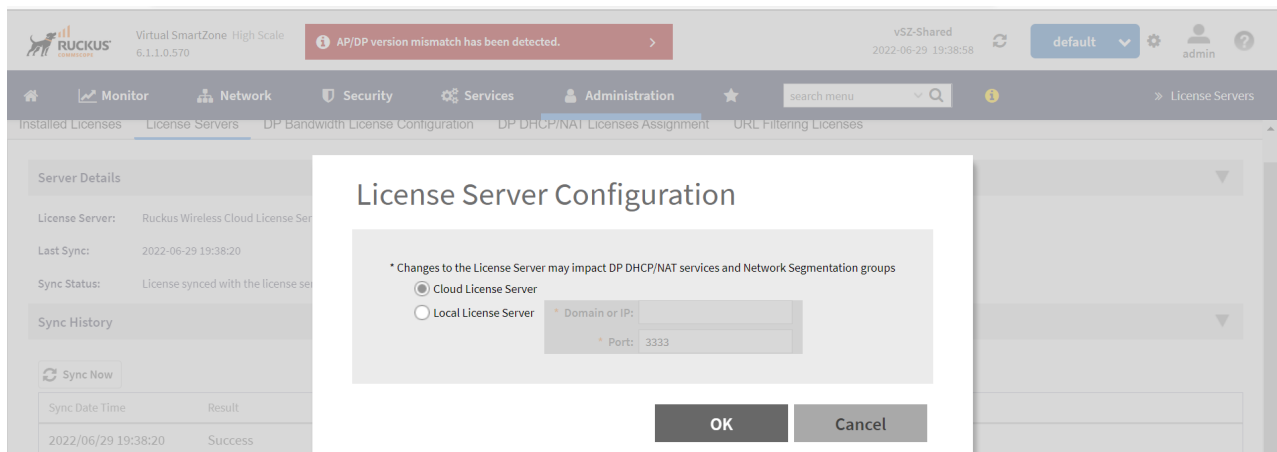 RUCKUS
COMMSCOPE
Virtual SmartZone High Scale
6.1.1.0.570
AP/DP version mismatch has been detected.
vSZ-Shared
2022-06-29 19:38:58
default
admin
Monitor Network Security Services Administration search menu » License Servers
Installed Licenses License Servers DP Bandwidth License Configuration DP DHCP/NAT Licenses Assignment URL Filtering Licenses
Server Details
License Server: Ruckus Wireless Cloud License Ser
Last Sync: 2022-06-29 19:38:20
Sync Status: License synced with the license se
Sync History
Sync Now
Sync Date Time Result
2022/06/29 19:38:20 Success
License Server Configuration
* Changes to the License Server may impact DP DHCP/NAT services and Network Segmentation groups
Cloud License Server
Local License Server * Domain or IP:
* Port: 3333
OK Cancel